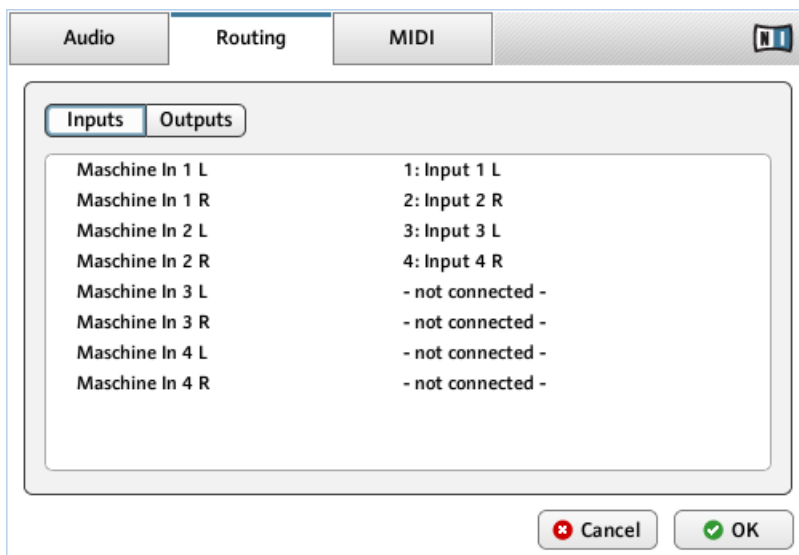 Audio Routing MIDI NI
Inputs Outputs
Maschine In 1 L 1: Input 1 L
Maschine In 1 R 2: Input 2 R
Maschine In 2 L 3: Input 3 L
Maschine In 2 R 4: Input 4 R
Maschine In 3 L - not connected -
Maschine In 3 R - not connected -
Maschine In 4 L - not connected -
Maschine In 4 R - not connected -
Cancel OK